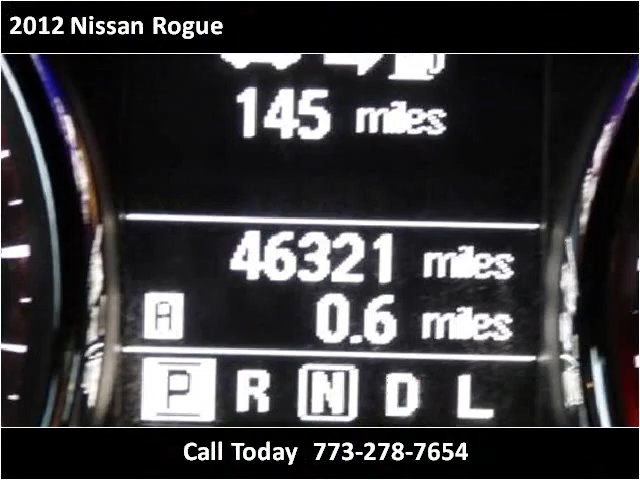 2012 Nissan Rogue
145 miles
46321 miles
A 0.6 miles
P R N D L
Call Today 773-278-7654